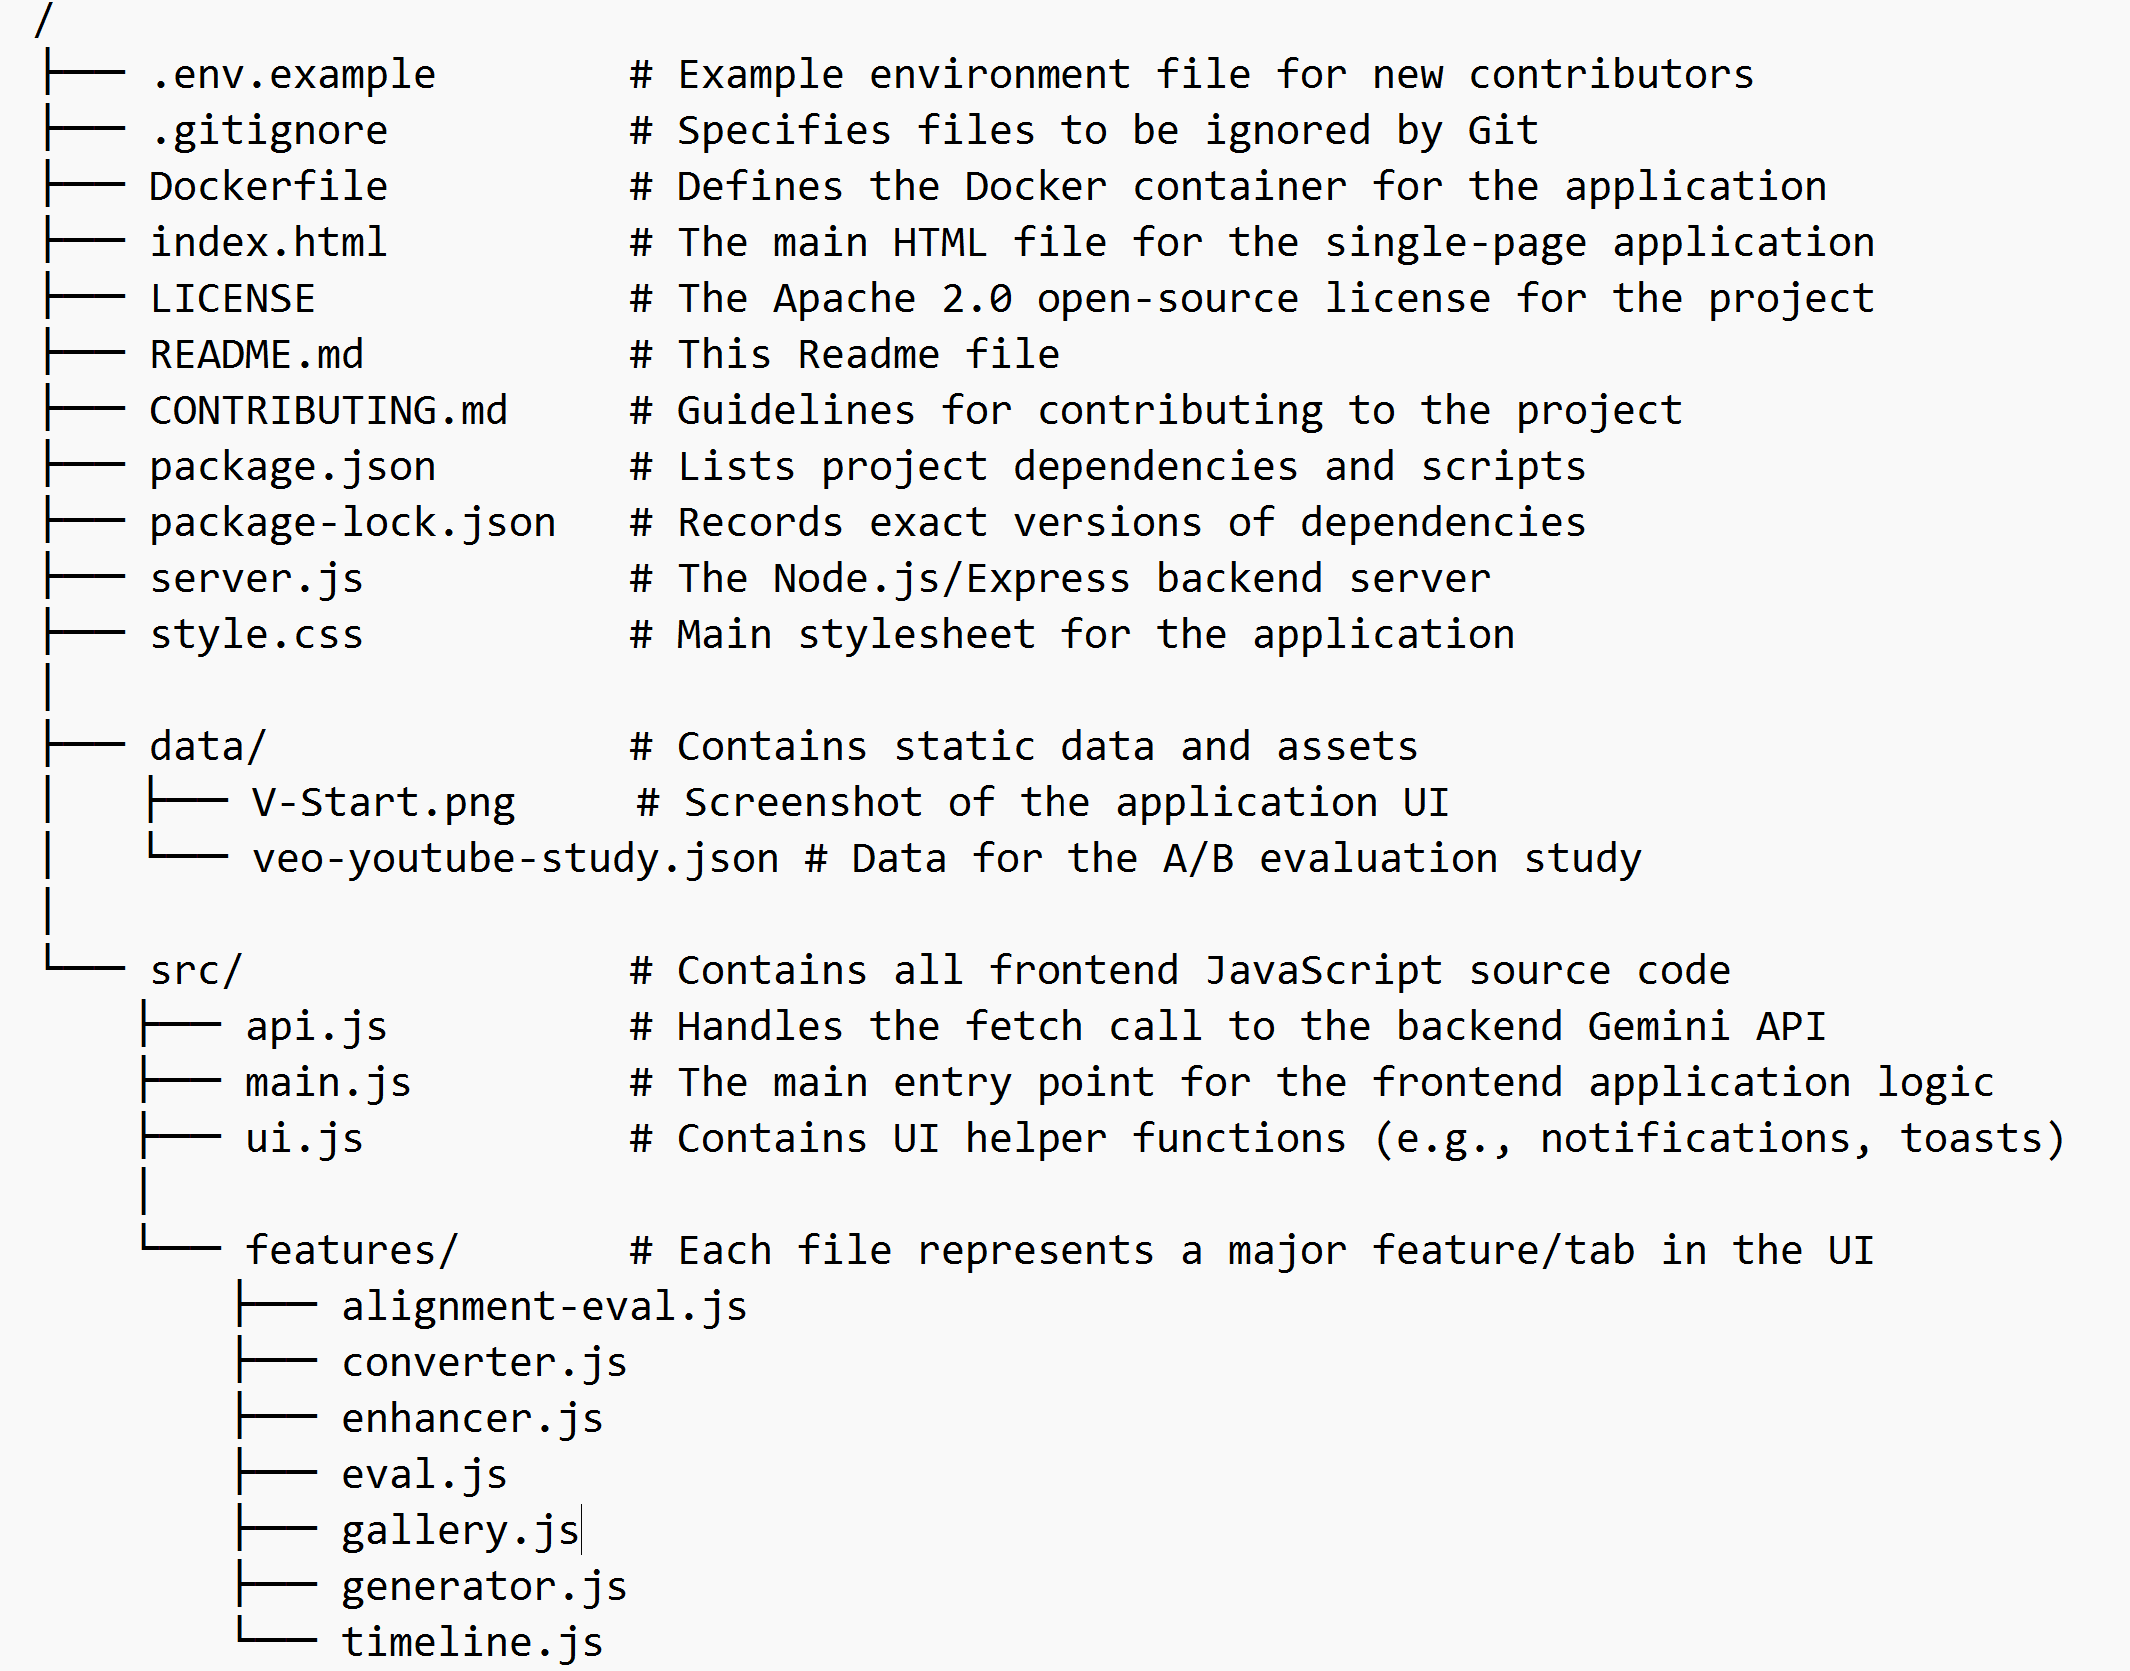 /
├── .env.example        # Example environment file for new contributors
├── .gitignore          # Specifies files to be ignored by Git
├── Dockerfile          # Defines the Docker container for the application
├── index.html          # The main HTML file for the single-page application
├── LICENSE             # The Apache 2.0 open-source license for the project
├── README.md           # This Readme file
├── CONTRIBUTING.md     # Guidelines for contributing to the project
├── package.json        # Lists project dependencies and scripts
├── package-lock.json   # Records exact versions of dependencies
├── server.js           # The Node.js/Express backend server
├── style.css           # Main stylesheet for the application
│
├── data/               # Contains static data and assets
│   ├── V-Start.png     # Screenshot of the application UI
│   └── veo-youtube-study.json # Data for the A/B evaluation study
│
└── src/                # Contains all frontend JavaScript source code
    ├── api.js          # Handles the fetch call to the backend Gemini API
    ├── main.js         # The main entry point for the frontend application logic
    ├── ui.js           # Contains UI helper functions (e.g., notifications, toasts)
    │
    └── features/       # Each file represents a major feature/tab in the UI
        ├── alignment-eval.js
        ├── converter.js
        ├── enhancer.js
        ├── eval.js
        ├── gallery.js
        ├── generator.js
        └── timeline.js